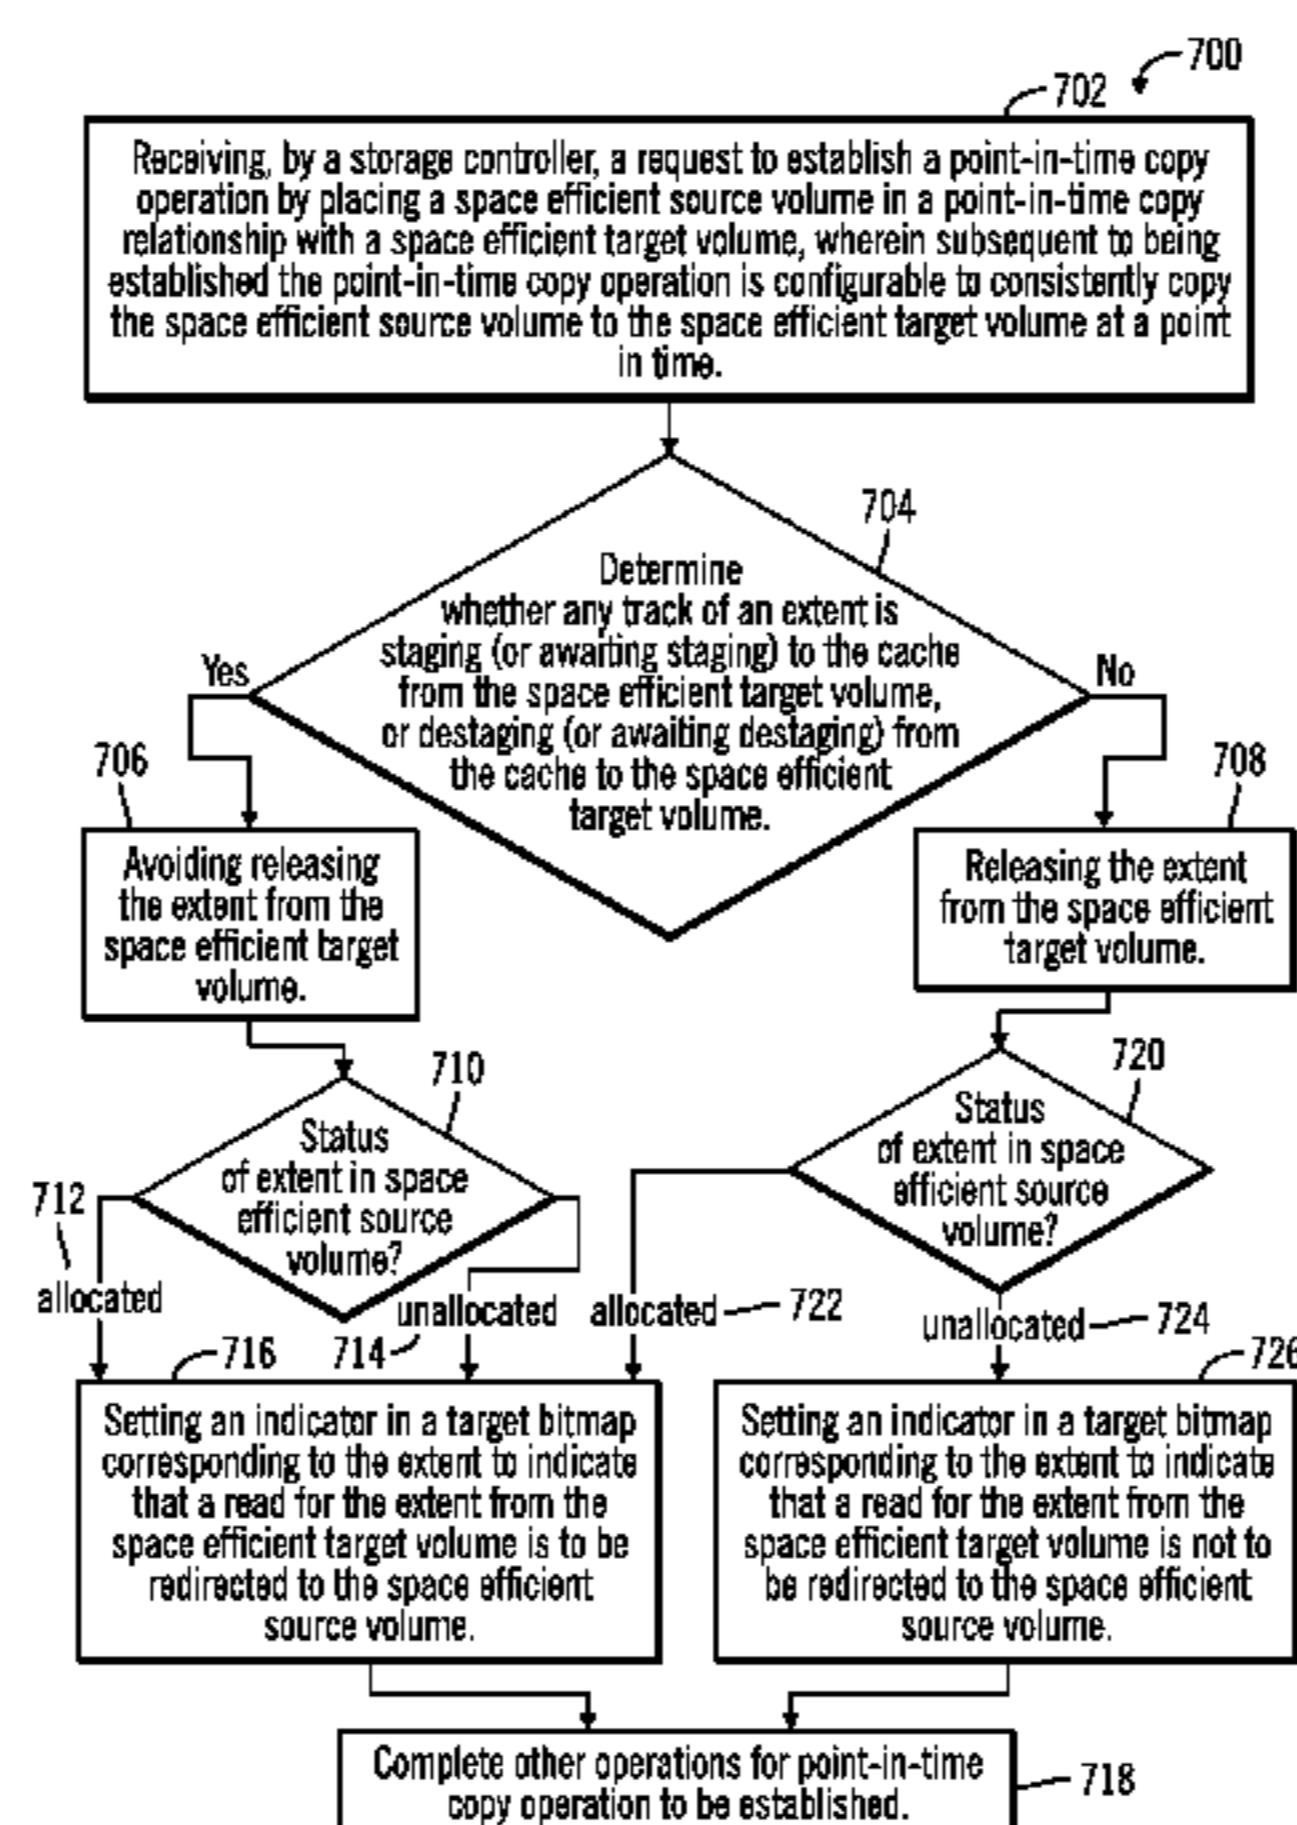 700
702
Receiving, by a storage controller, a request to establish a point-in-time copy
operation by placing a space efficient source volume in a point-in-time copy
relationship with a space efficient target volume, wherein subsequent to being
established the point-in-time copy operation is configurable to consistently copy
the space efficient source volume to the space efficient target volume at a point
in time.
704
Determine
whether any track of an extent is
staging (or awaiting staging) to the cache
from the space efficient target volume,
or destaging (or awaiting destaging) from
the cache to the space efficient
target volume.
Yes
No
706
Avoiding releasing
the extent from the
space efficient target
volume.
708
Releasing the extent
from the space efficient
target volume.
710
Status
of extent in space
efficient source
volume?
720
Status
of extent in space
efficient source
volume?
712
allocated
unallocated
714
allocated
722
unallocated
724
716
Setting an indicator in a target bitmap
corresponding to the extent to indicate
that a read for the extent from the
space efficient target volume is to be
redirected to the space efficient
source volume.
726
Setting an indicator in a target bitmap
corresponding to the extent to indicate
that a read for the extent from the
space efficient target volume is not to
be redirected to the space efficient
source volume.
Complete other operations for point-in-time
copy operation to be established.
718